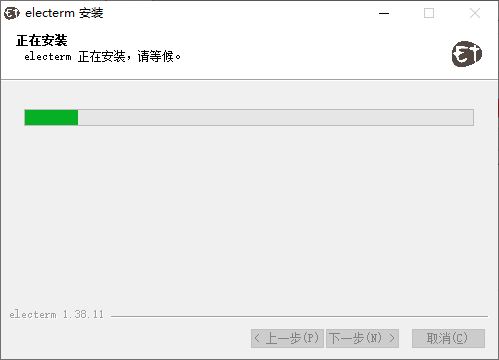 electerm 安装
正在安装
electerm 正在安装，请等候。
electerm 1.38.11
< 上一步(P) 下一步(N) > 取消(C)